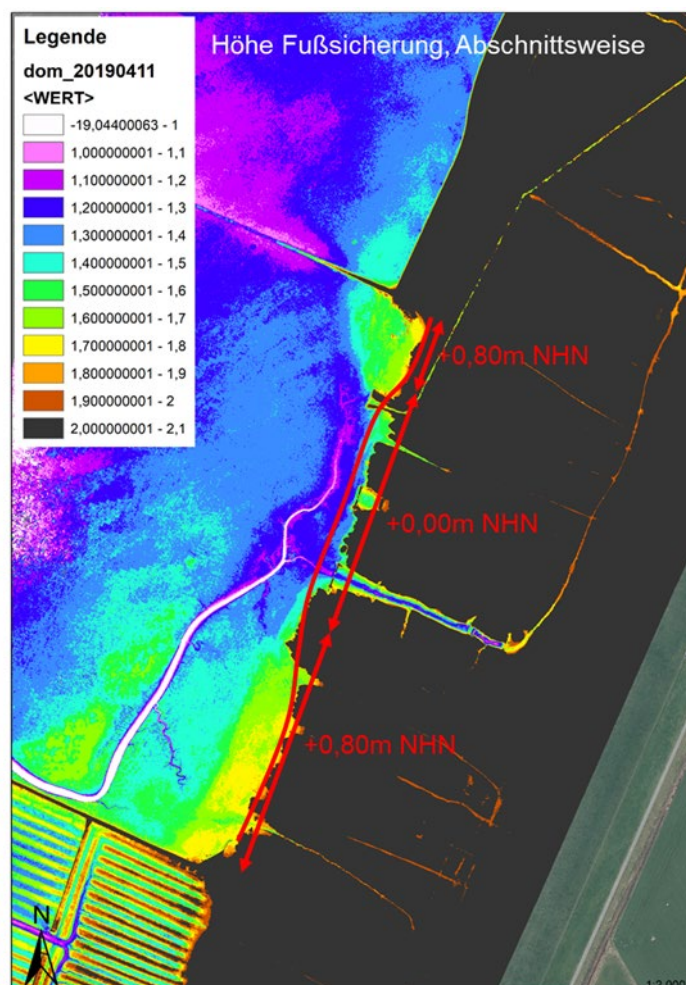 Legende
Höhe Fußsicherung, Abschnittsweise
dom_20190411
<WERT>
-19,04400063 - 1
1,000000001 - 1,1
1,100000001 - 1,2
1,200000001 - 1,3
1,300000001 - 1,4
1,400000001 - 1,5
1,500000001 - 1,6
1,600000001 - 1,7
1,700000001 - 1,8
1,800000001 - 1,9
1,900000001 - 2
2,000000001 - 2,1
+0,80m NHN
+0,00m NHN
+0,80m NHN
N